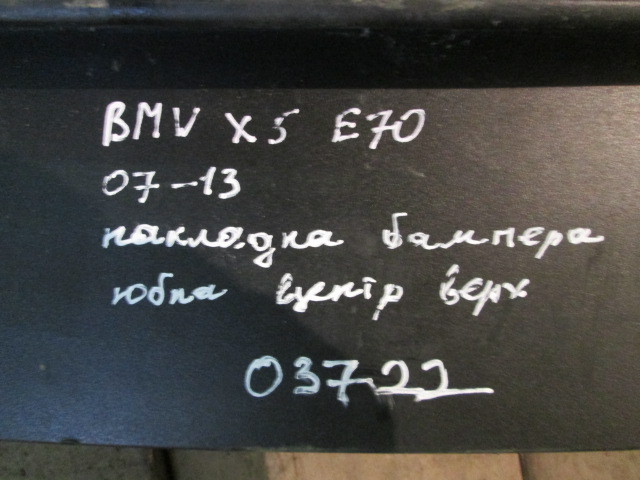 BMV X5 E70
07-13
накладка бампера
юбка центр верх
03722